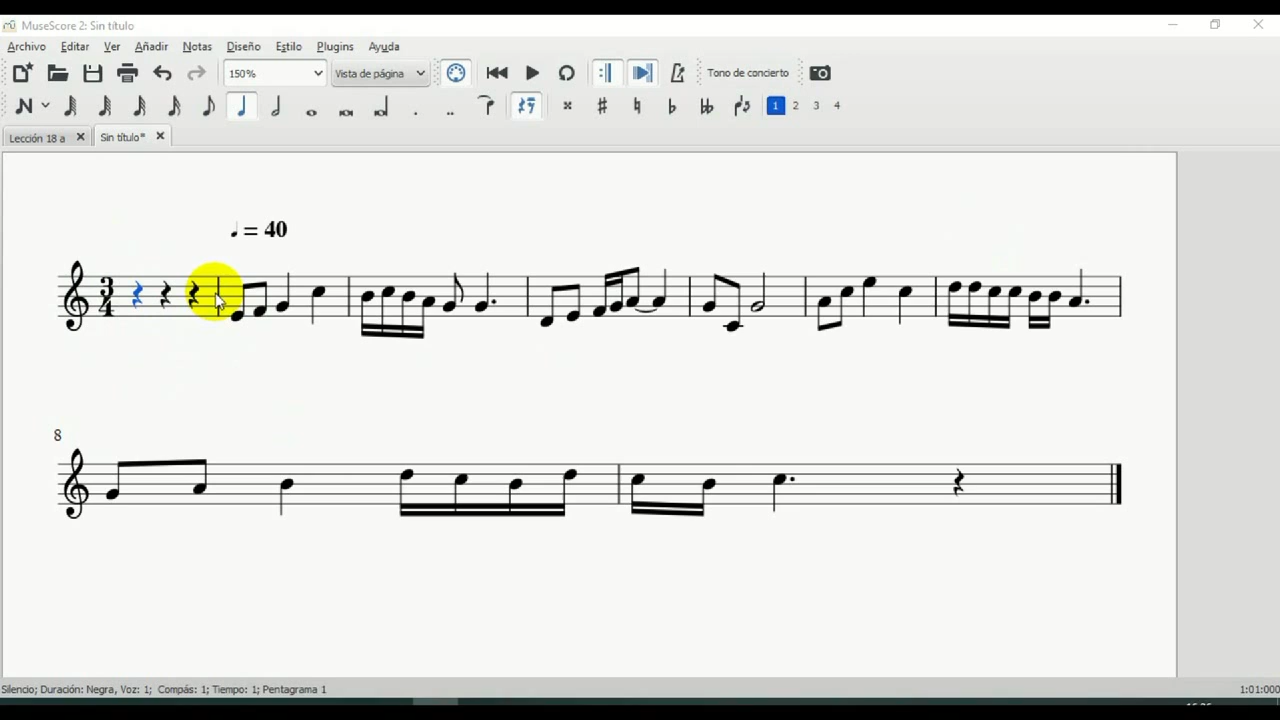 MuseScore 2: Sin título
Archivo Editar Ver Añadir Notas Diseño Estilo Plugins Ayuda
150% Vista de página Tono de concierto
1 2 3 4
Lección 18 a Sin título*
= 40
3
4
8
Silencio; Duración: Negra, Voz: 1; Compás: 1; Tiempo: 1; Pentagrama 1 1:01:000